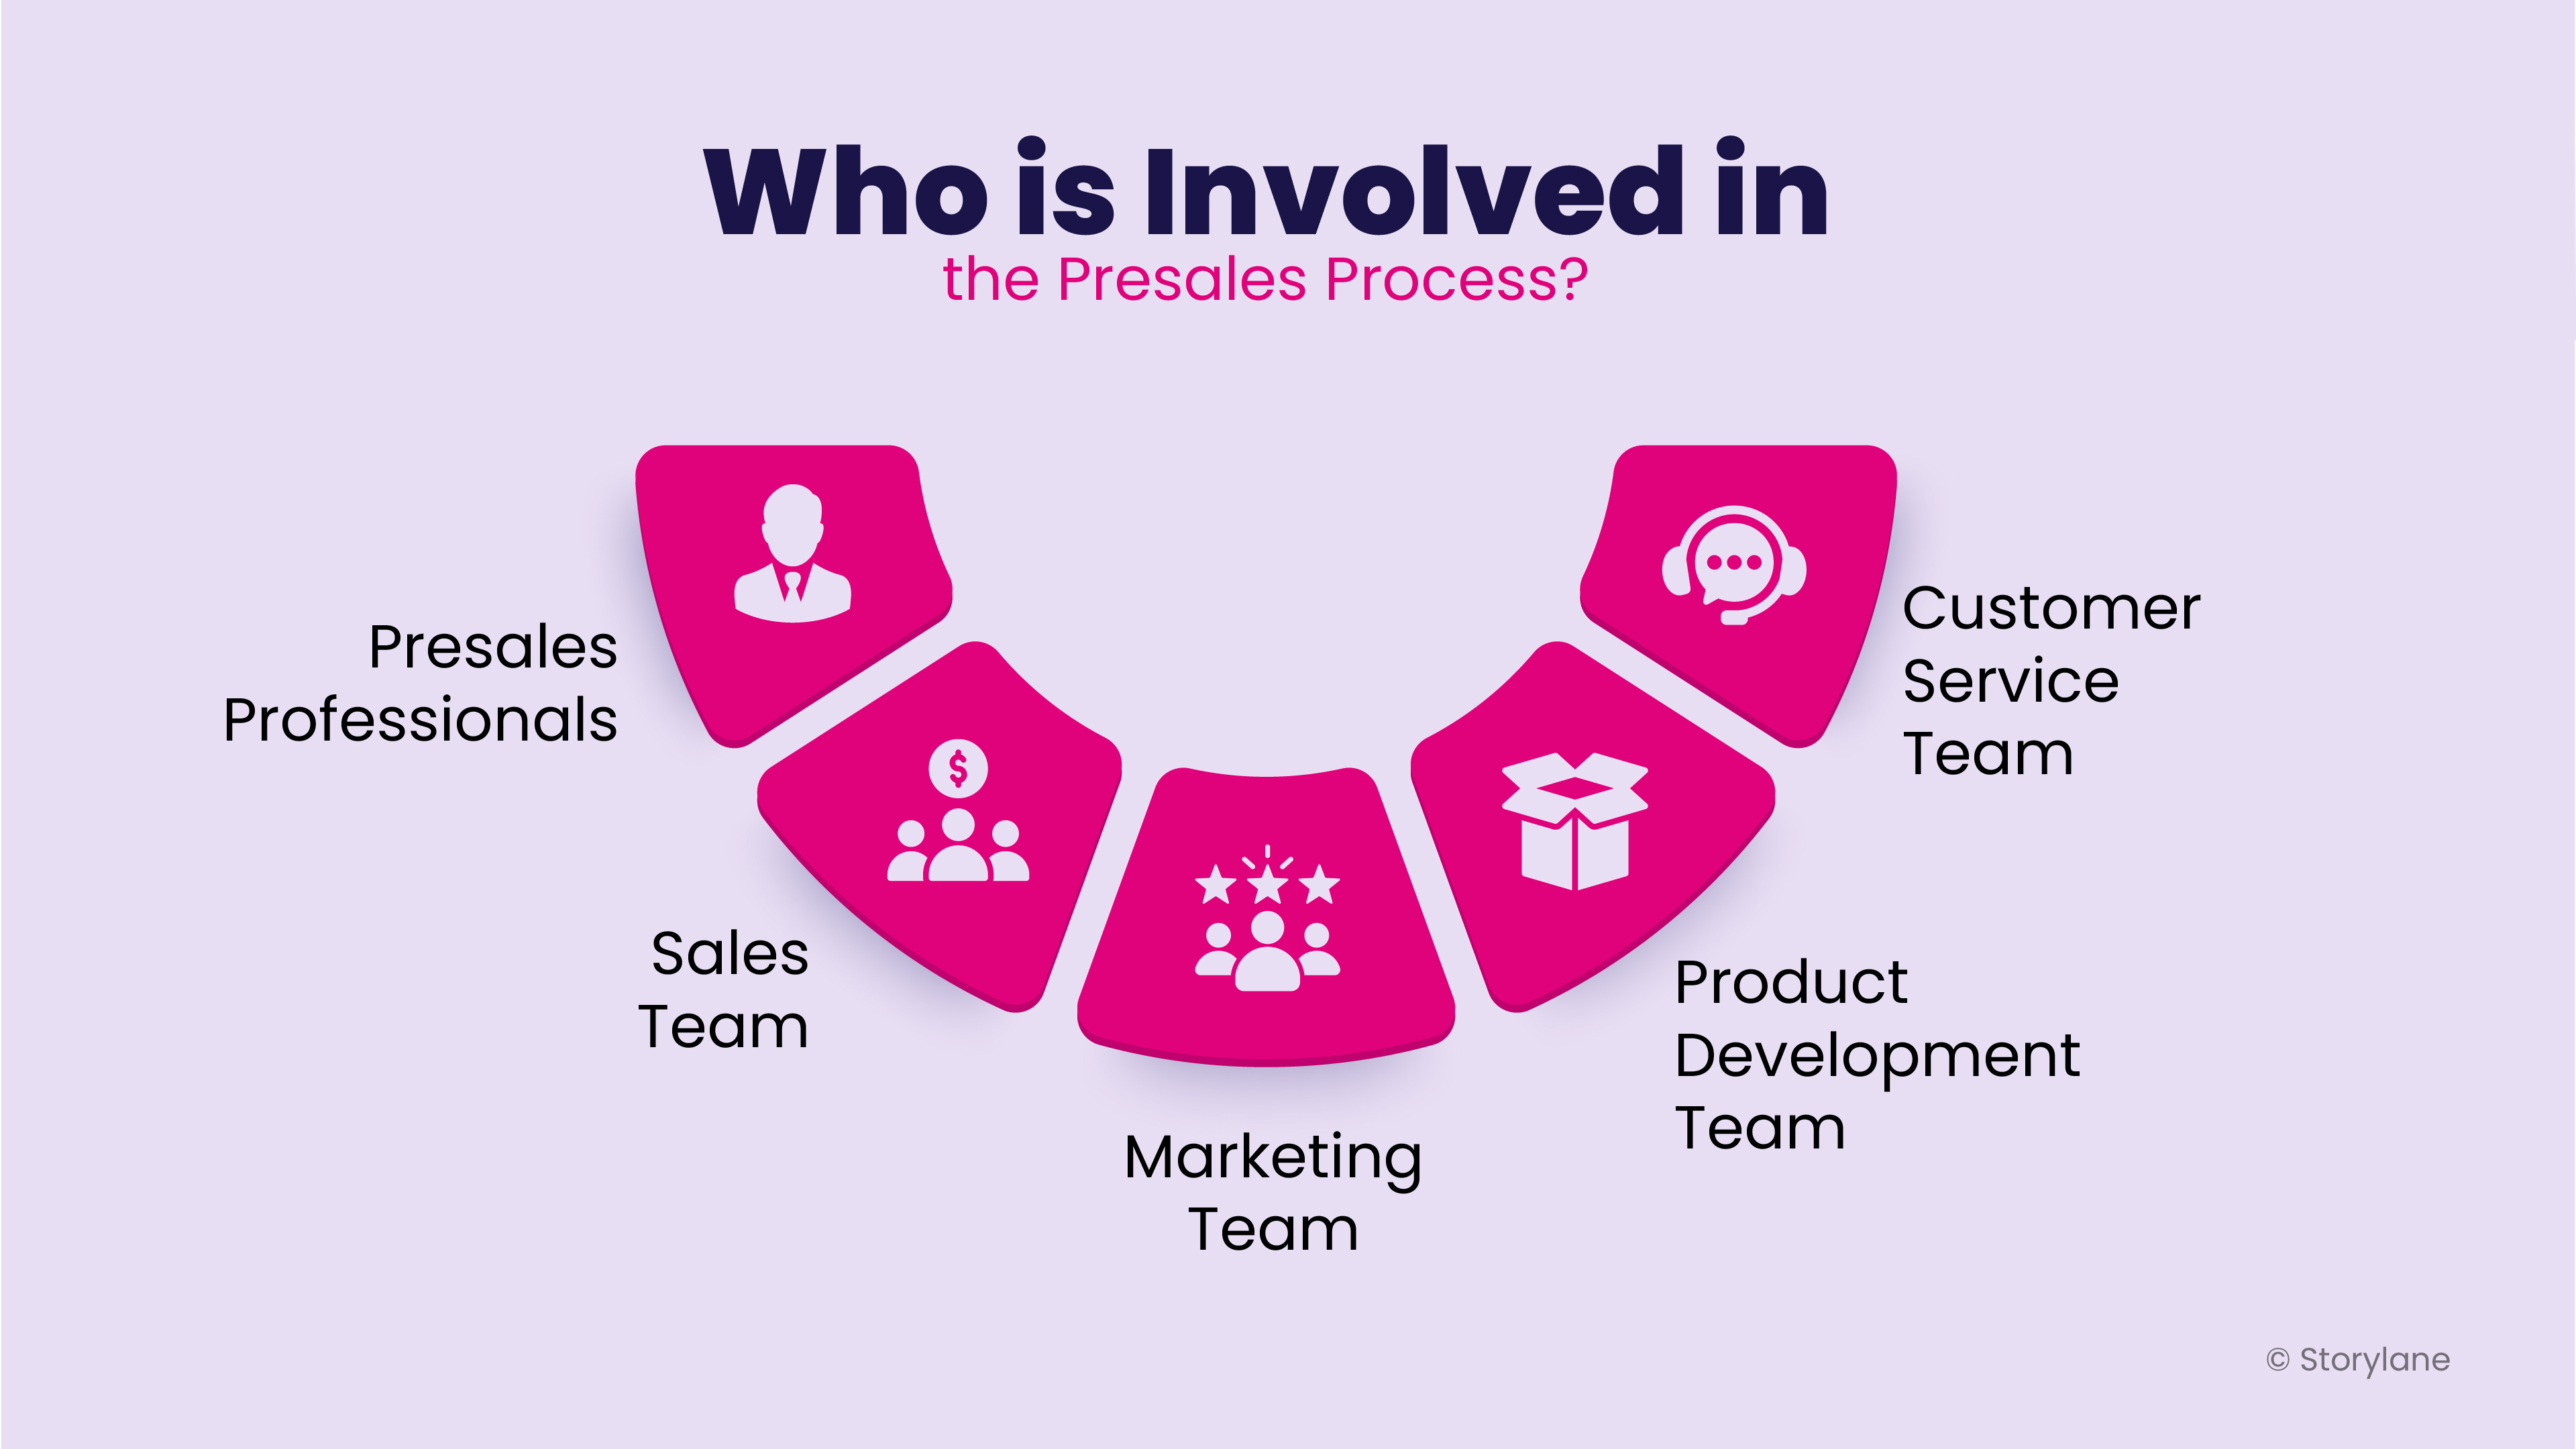 Who is Involved in
the Presales Process?
Presales
Professionals
Sales
Team
$
Marketing
Team
Product
Development
Team
Customer
Service
Team
© Storylane